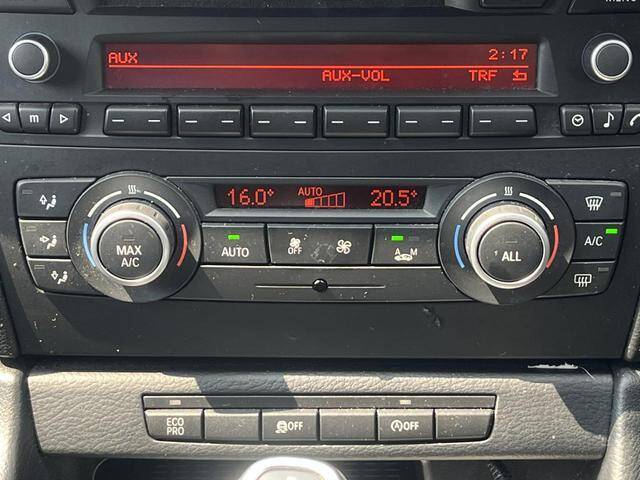 MENU
AUX 2:17
AUX-VOL TRF
m
16.0° AUTO 20.5°
MAX
A/C
AUTO
OFF
A M
ALL
A/C
ECO
PRO
OFF
OFF